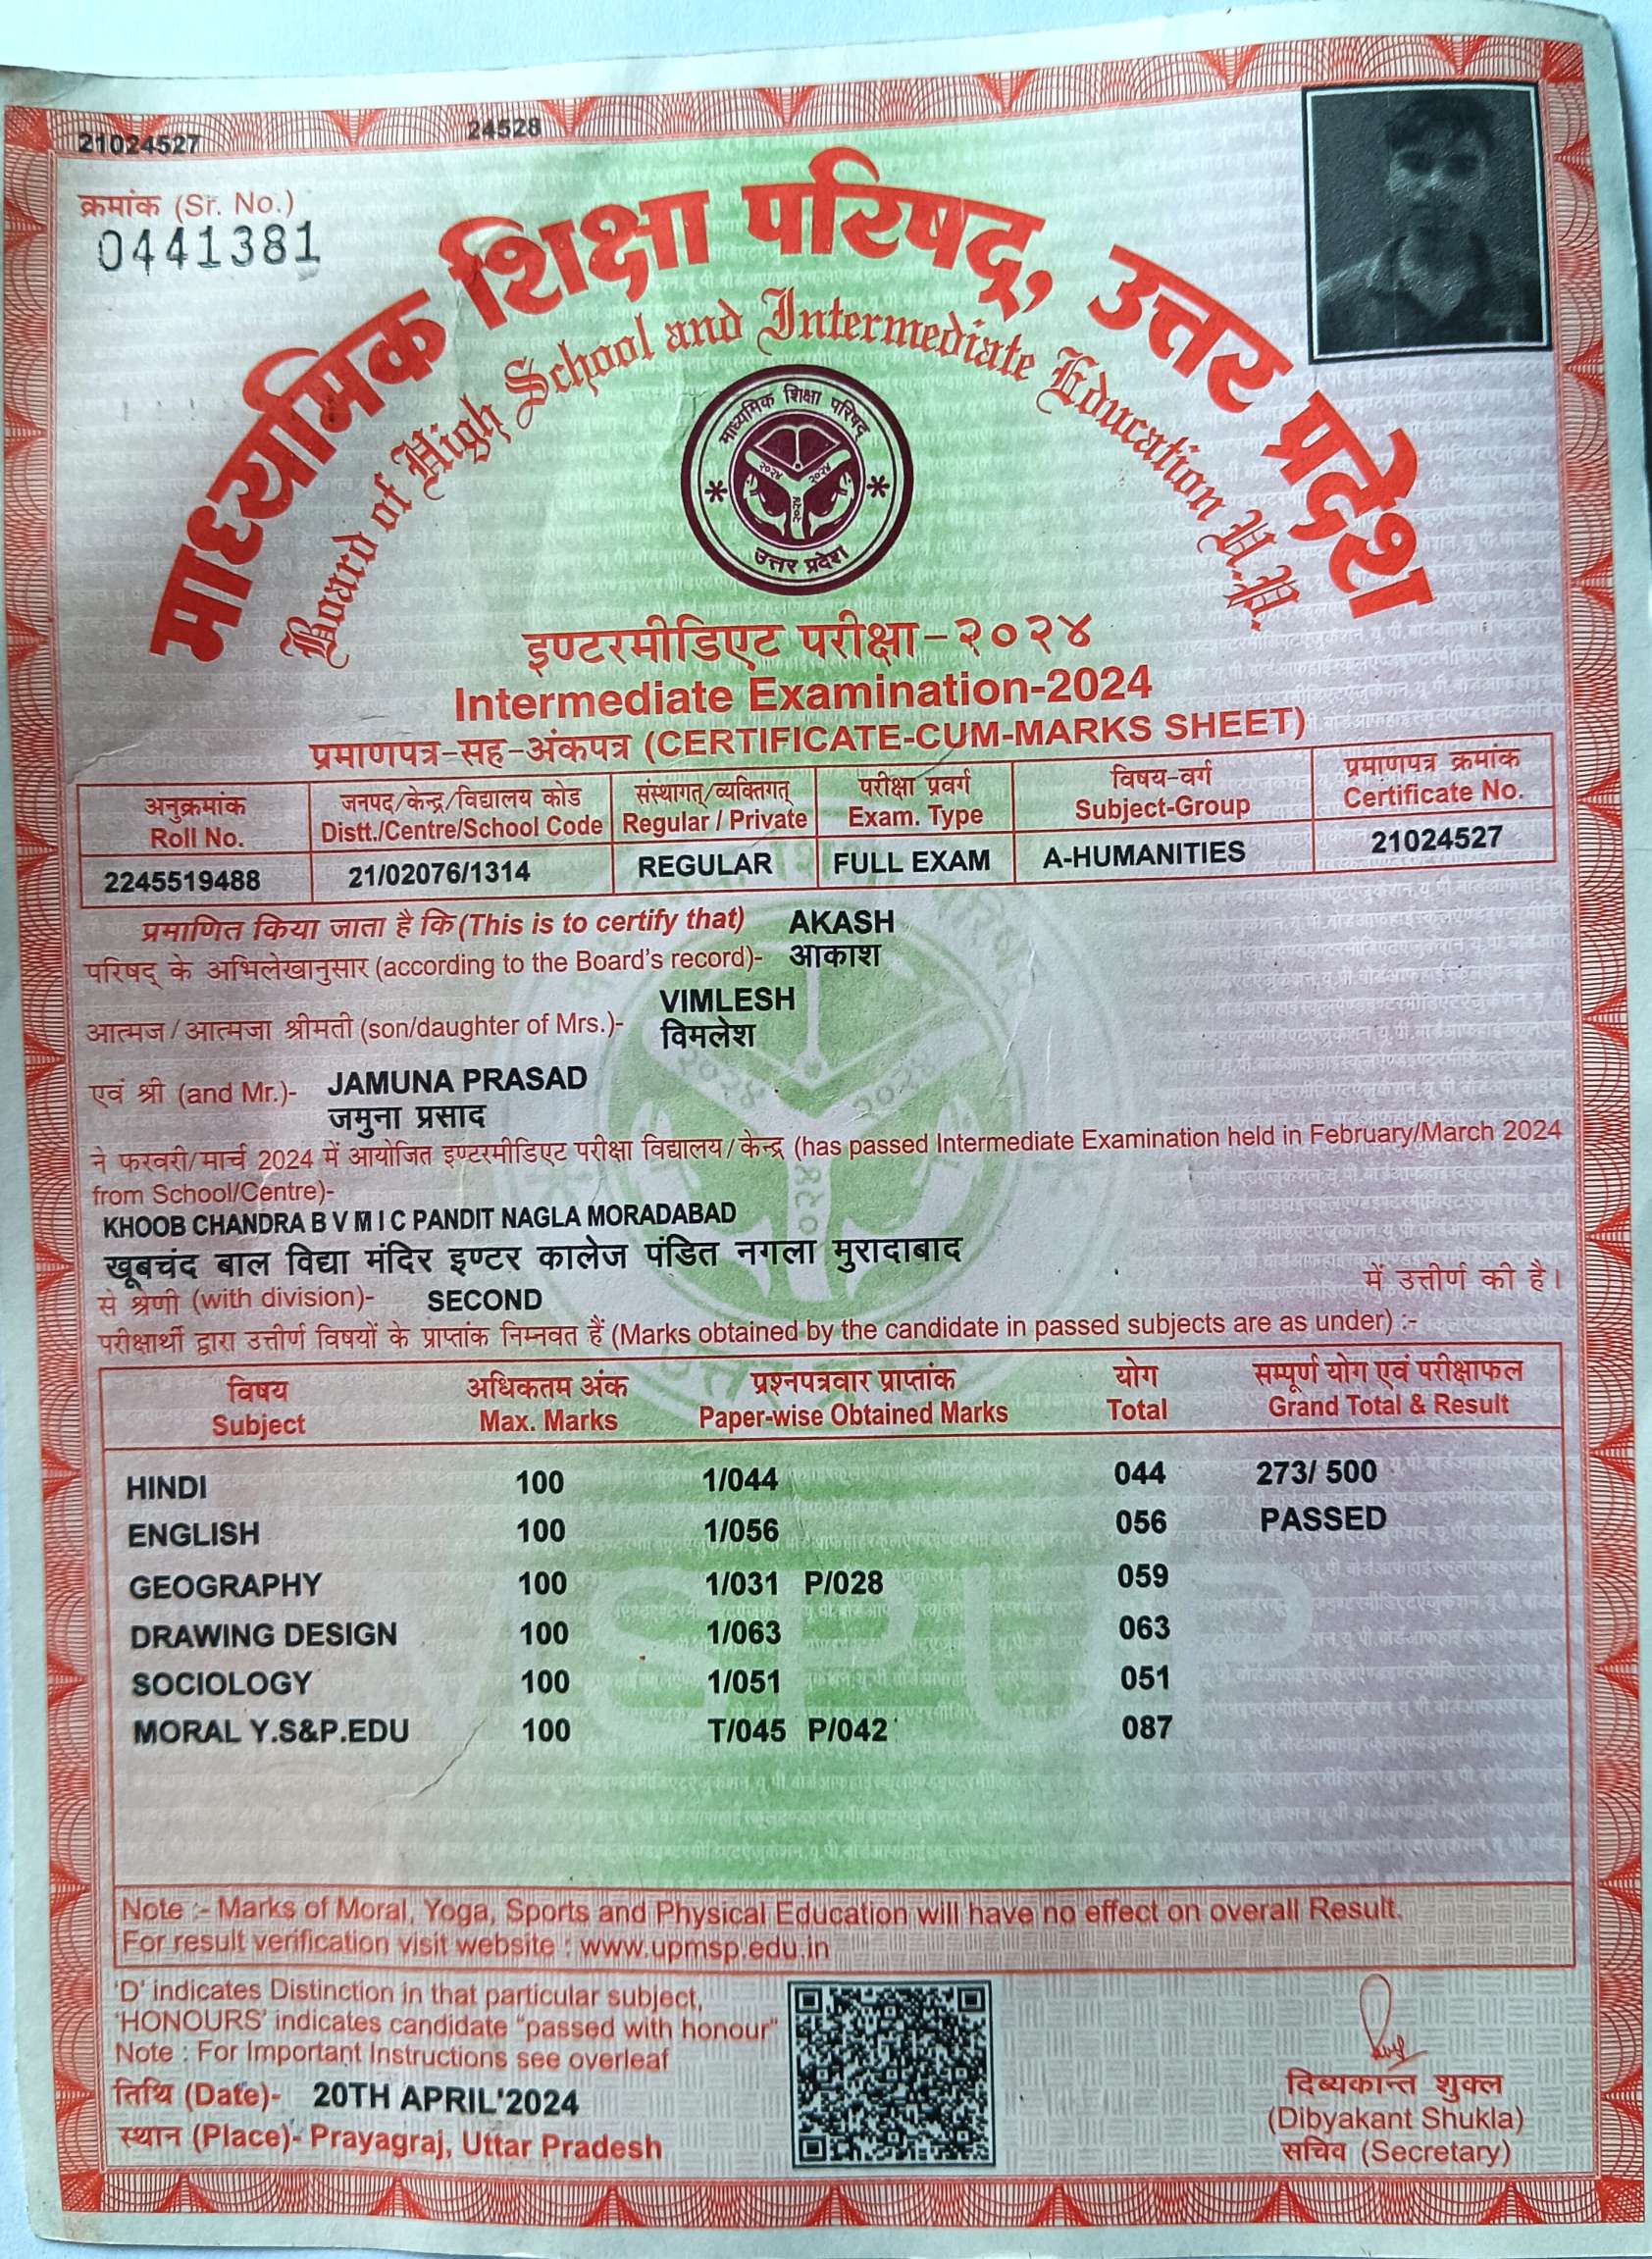 21024527 24528
क्रमांक (Sr. No.)
0441381
माध्यमिक शिक्षा परिषद्, उत्तर प्रदेश
Board of High School and Intermediate Education U.P.
माध्यमिक शिक्षा परिषद्
२०२४ २०२४
२०२४
उत्तर प्रदेश
इण्टरमीडिएट परीक्षा-२०२४
Intermediate Examination-2024
प्रमाणपत्र-सह-अंकपत्र (CERTIFICATE-CUM-MARKS SHEET)
अनुक्रमांक जनपद/केन्द्र/विद्यालय कोड संस्थागत्/व्यक्तिगत् परीक्षा प्रवर्ग विषय-वर्ग प्रमाणपत्र क्रमांक
Roll No. Distt./Centre/School Code Regular / Private Exam. Type Subject-Group Certificate No.
2245519488 21/02076/1314 REGULAR FULL EXAM A-HUMANITIES 21024527
प्रमाणित किया जाता है कि (This is to certify that) AKASH
परिषद् के अभिलेखानुसार (according to the Board's record)- आकाश
VIMLESH
आत्मज/आत्मजा श्रीमती (son/daughter of Mrs.)- विमलेश
एवं श्री (and Mr.)- JAMUNA PRASAD
जमुना प्रसाद
ने फरवरी/मार्च 2024 में आयोजित इण्टरमीडिएट परीक्षा विद्यालय/केन्द्र (has passed Intermediate Examination held in February/March 2024
from School/Centre)-
KHOOB CHANDRA B V M I C PANDIT NAGLA MORADABAD
खूबचंद बाल विद्या मंदिर इण्टर कालेज पंडित नगला मुरादाबाद
में उत्तीर्ण की है।
से श्रेणी (with division)- SECOND
परीक्षार्थी द्वारा उत्तीर्ण विषयों के प्राप्तांक निम्नवत हैं (Marks obtained by the candidate in passed subjects are as under) :-
विषय अधिकतम अंक प्रश्नपत्रवार प्राप्तांक योग सम्पूर्ण योग एवं परीक्षाफल
Subject Max. Marks Paper-wise Obtained Marks Total Grand Total & Result
HINDI 100 1/044 044 273/ 500
ENGLISH 100 1/056 056 PASSED
GEOGRAPHY 100 1/031 P/028 059
DRAWING DESIGN 100 1/063 063
SOCIOLOGY 100 1/051 051
MORAL Y.S&P.EDU 100 T/045 P/042 087
Note :- Marks of Moral, Yoga, Sports and Physical Education will have no effect on overall Result.
For result verification visit website : www.upmsp.edu.in
'D' indicates Distinction in that particular subject,
'HONOURS' indicates candidate "passed with honour"
Note : For Important Instructions see overleaf
तिथि (Date)- 20TH APRIL'2024
स्थान (Place)- Prayagraj, Uttar Pradesh
दिब्यकान्त शुक्ल
(Dibyakant Shukla)
सचिव (Secretary)